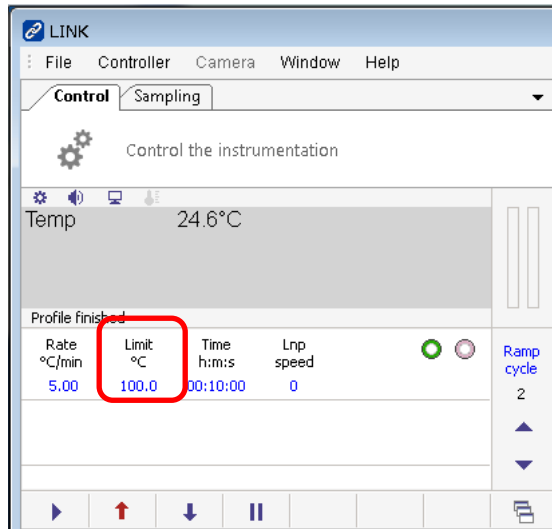 LINK
File Controller Camera Window Help
Control Sampling
Control the instrumentation
Temp 24.6°C
Profile finished
Rate Limit Time Lnp
°C/min °C h:m:s speed
5.00 100.0 00:10:00 0
Ramp
cycle
2